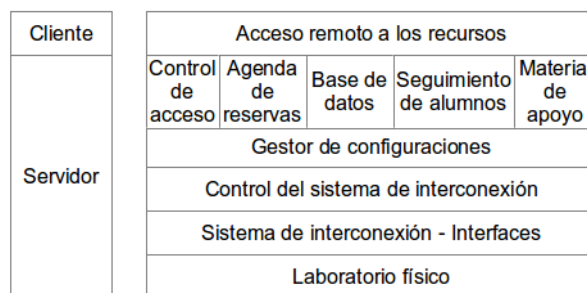 Cliente
Acceso remoto a los recursos
Servidor
Control
de
acceso
Agenda
de
reservas
Base de
datos
Seguimiento
de alumnos
Materia
de
apoyo
Gestor de configuraciones
Control del sistema de interconexión
Sistema de interconexión - Interfaces
Laboratorio físico